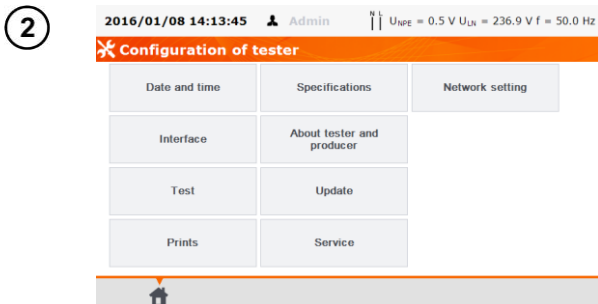 2
2016/01/08 14:13:45 Admin N L UNPE = 0.5 V ULN = 236.9 V f = 50.0 Hz
Configuration of tester
Date and time Specifications Network setting
Interface About tester and
producer
Test Update
Prints Service